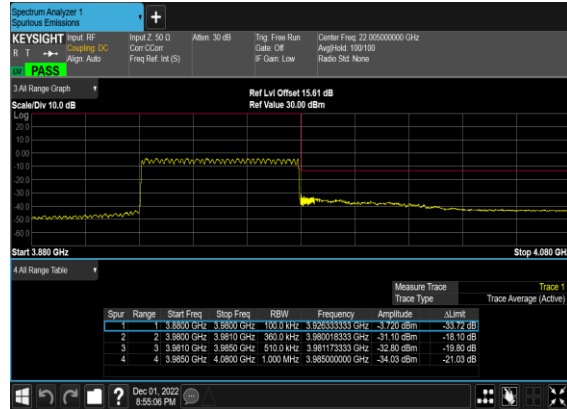 Spectrum Analyzer 1
Spurious Emissions
+
KEYSIGHT Input: RF Input Z: 50 Ω Atten: 30 dB Trig: Free Run Center Freq: 22.005000000 GHz
R T Coupling: DC Corr CCorr Gate: Off Avg|Hold: 100/100
Align: Auto Freq Ref: Int (S) IF Gain: Low Radio Std: None
PASS
3 All Range Graph
Ref Lvl Offset 15.61 dB
Scale/Div 10.0 dB Ref Value 30.00 dBm
Log
20.0
10.0
0.00
-10.0
-20.0
-30.0
-40.0
-50.0
-60.0
Start 3.880 GHz Stop 4.080 GH
4 All Range Table
Measure Trace Trace 1
Trace Type Trace Average (Active)
Spur Range Start Freq Stop Freq RBW Frequency Amplitude ΔLimit
1 1 3.8800 GHz 3.9800 GHz 100.0 kHz 3.926333333 GHz -3.720 dBm -33.72 dB
2 2 3.9800 GHz 3.9810 GHz 360.0 kHz 3.980018333 GHz -31.10 dBm -18.10 dB
3 3 3.9810 GHz 3.9850 GHz 510.0 kHz 3.981173333 GHz -32.80 dBm -19.80 dB
4 4 3.9850 GHz 4.0800 GHz 1.000 MHz 3.985000000 GHz -34.03 dBm -21.03 dB
? Dec 01, 2022
8:55:06 PM